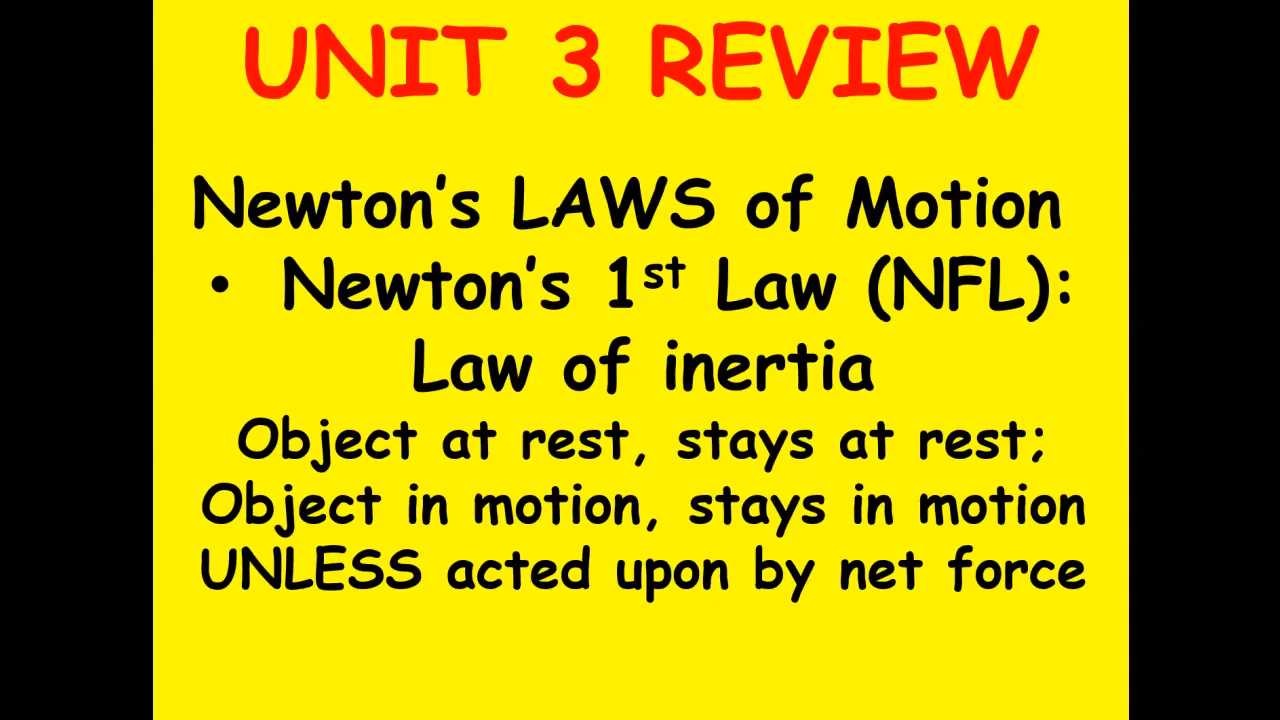 UNIT 3 REVIEW
Newton’s LAWS of Motion
• Newton’s 1st Law (NFL):
Law of inertia
Object at rest, stays at rest;
Object in motion, stays in motion
UNLESS acted upon by net force